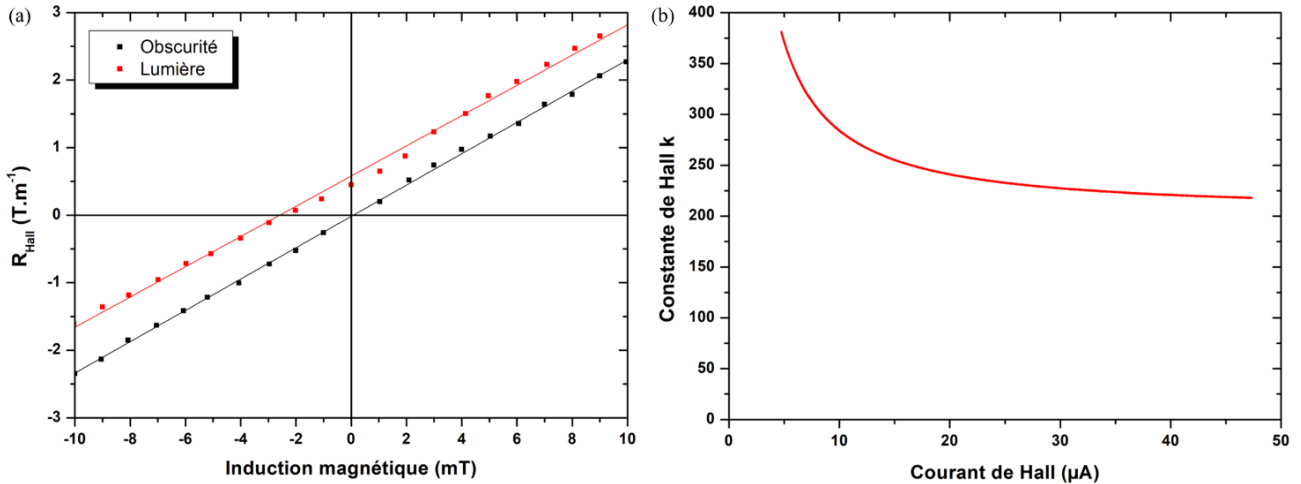 (a)
3
2
1
0
-1
-2
-3
R_Hall (T.m⁻¹)
Obscurité
Lumière
-10 -8 -6 -4 -2 0 2 4 6 8 10
Induction magnétique (mT)
(b)
400
350
300
250
200
150
100
50
0
Constante de Hall k
0 10 20 30 40 50
Courant de Hall (µA)